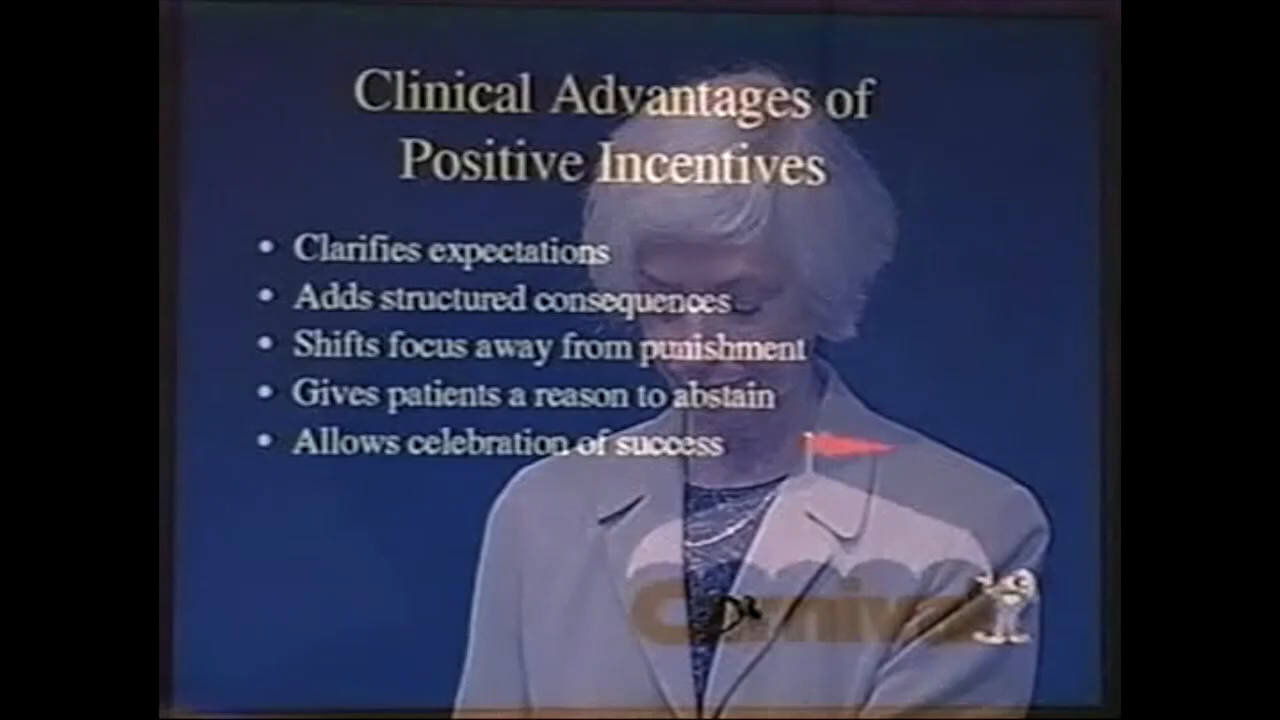 Clinical Advantages of
Positive Incentives
• Clarifies expectations
• Adds structured consequences
• Shifts focus away from punishment
• Gives patients a reason to abstain
• Allows celebration of success